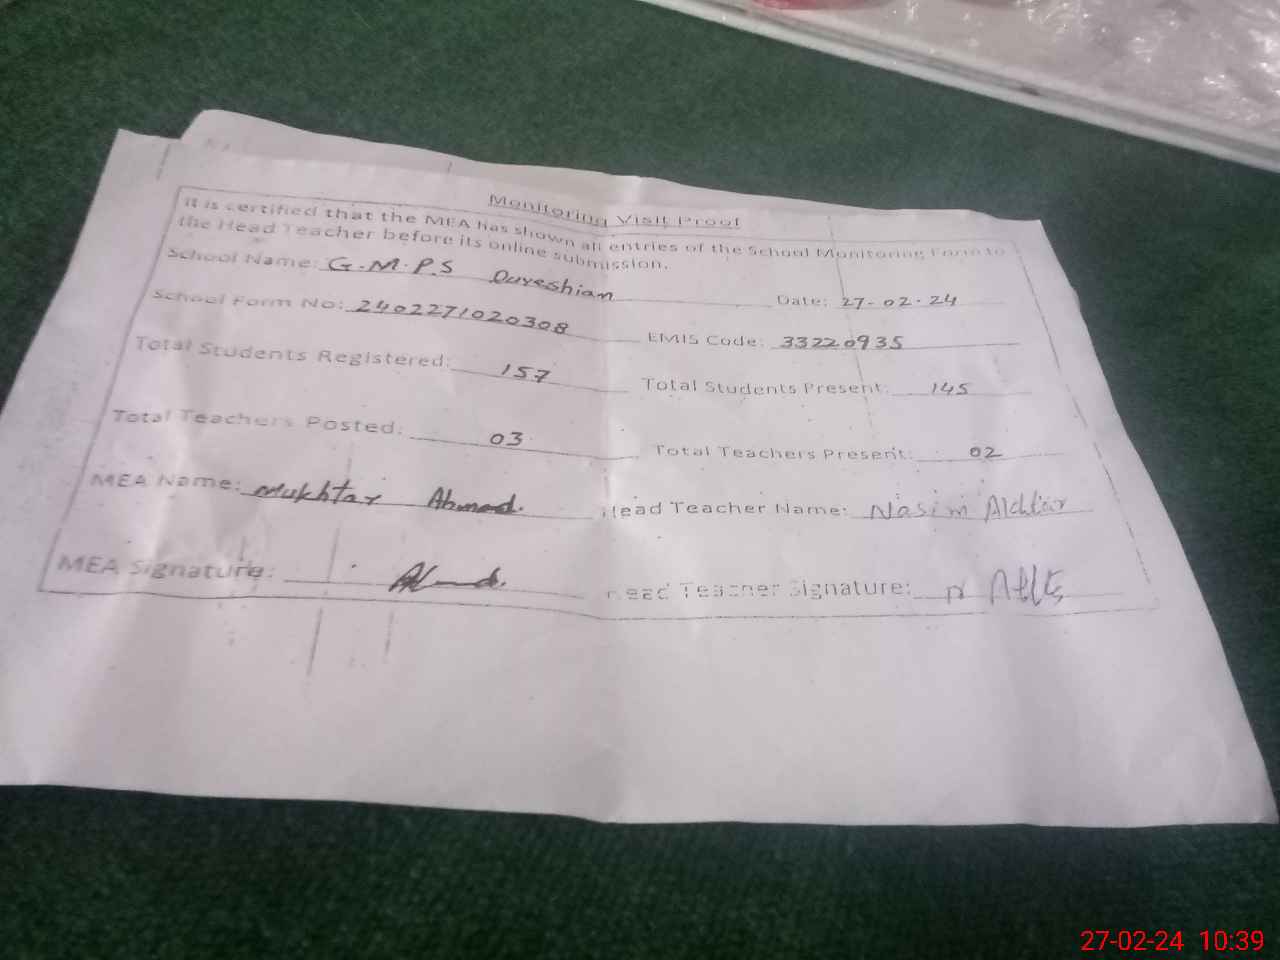 Monitoring Visit Proof
It is certified that the MEA has shown all entries of the School Monitoring Form to
the Head Teacher before its online submission.
School Name: G.M.P.S Durveshian Date: 27-02-24
School Form No: 2402271020308 EMIS Code: 33220935
Total Students Registered: 157 Total Students Present: 145
Total Teachers Posted: 03 Total Teachers Present: 02
MEA Name: Mukhtar Ahmad. Head Teacher Name: Nasim Akhtar
MEA Signature: Head Teacher Signature:
27-02-24 10:39